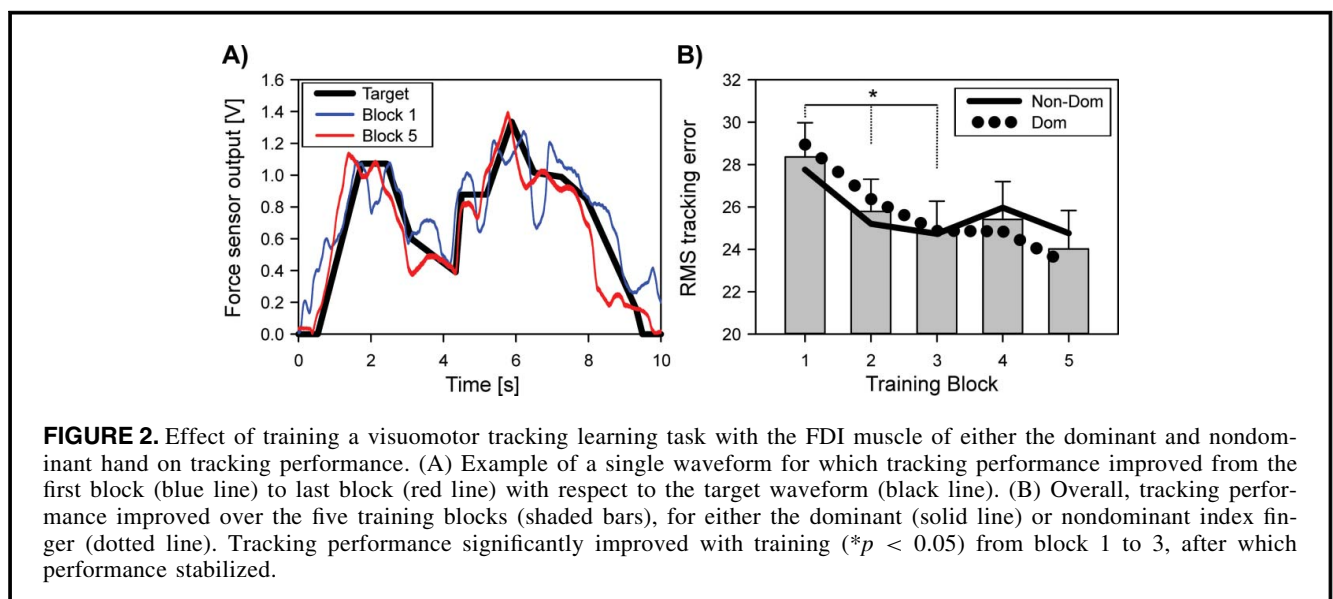 A)
1.6
1.4
1.2
1.0
0.8
0.6
0.4
0.2
0.0
Force sensor output [V]
Target
Block 1
Block 5
0 2 4 6 8 10
Time [s]
B)
32
30
28
26
24
22
20
RMS tracking error
*
Non-Dom
Dom
1 2 3 4 5
Training Block
FIGURE 2. Effect of training a visuomotor tracking learning task with the FDI muscle of either the dominant and nondom-
inant hand on tracking performance. (A) Example of a single waveform for which tracking performance improved from the
first block (blue line) to last block (red line) with respect to the target waveform (black line). (B) Overall, tracking perfor-
mance improved over the five training blocks (shaded bars), for either the dominant (solid line) or nondominant index fin-
ger (dotted line). Tracking performance significantly improved with training (*p < 0.05) from block 1 to 3, after which
performance stabilized.